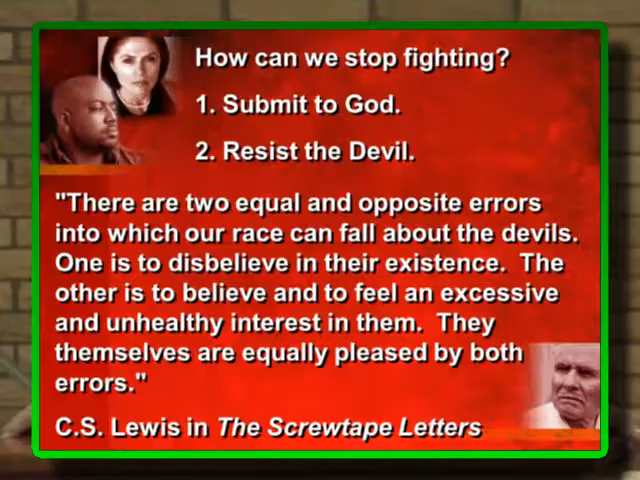 How can we stop fighting?
1. Submit to God.
2. Resist the Devil.
"There are two equal and opposite errors
into which our race can fall about the devils.
One is to disbelieve in their existence.  The
other is to believe and to feel an excessive
and unhealthy interest in them.  They
themselves are equally pleased by both
errors."
C.S. Lewis in The Screwtape Letters